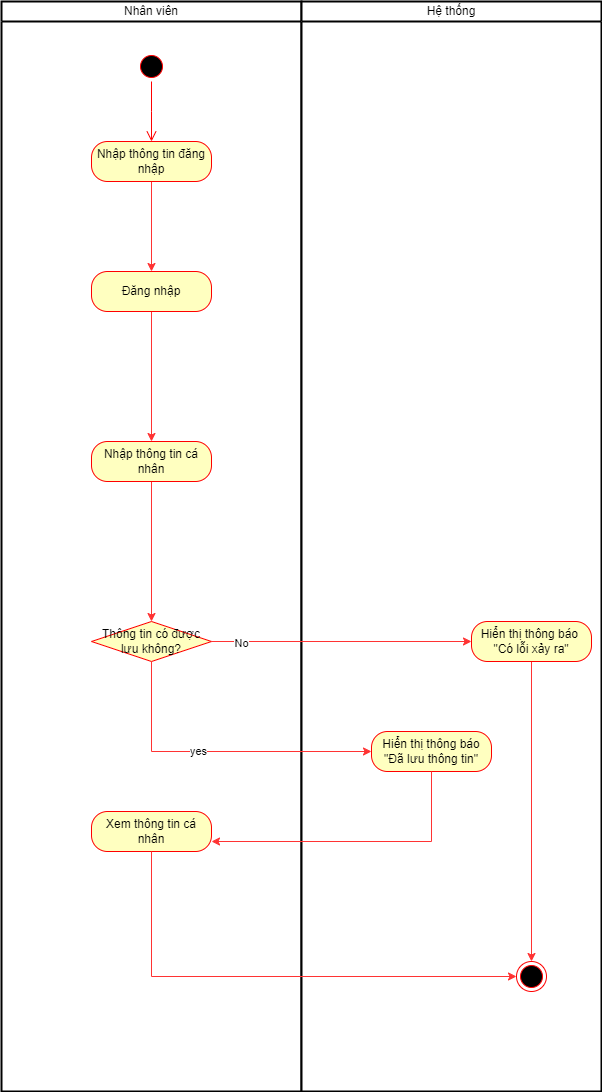 Nhân viên
Hệ thống
Nhập thông tin đăng
nhập
Đăng nhập
Nhập thông tin cá
nhân
Thông tin có được
lưu không?
No
Hiển thị thông báo
"Có lỗi xảy ra"
yes
Hiển thị thông báo
"Đã lưu thông tin"
Xem thông tin cá
nhân